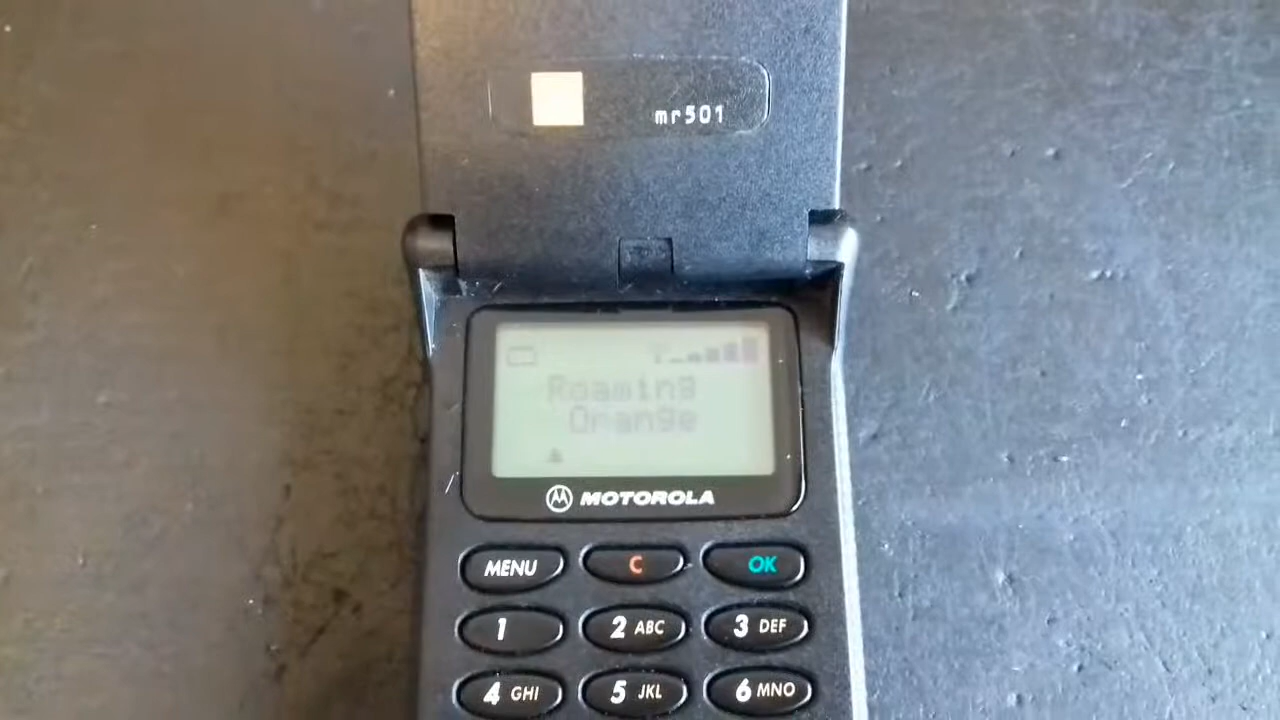 mr501
Roaming
Orange
MOTOROLA
MENU C OK
1 2 ABC 3 DEF
4 GHI 5 JKL 6 MNO